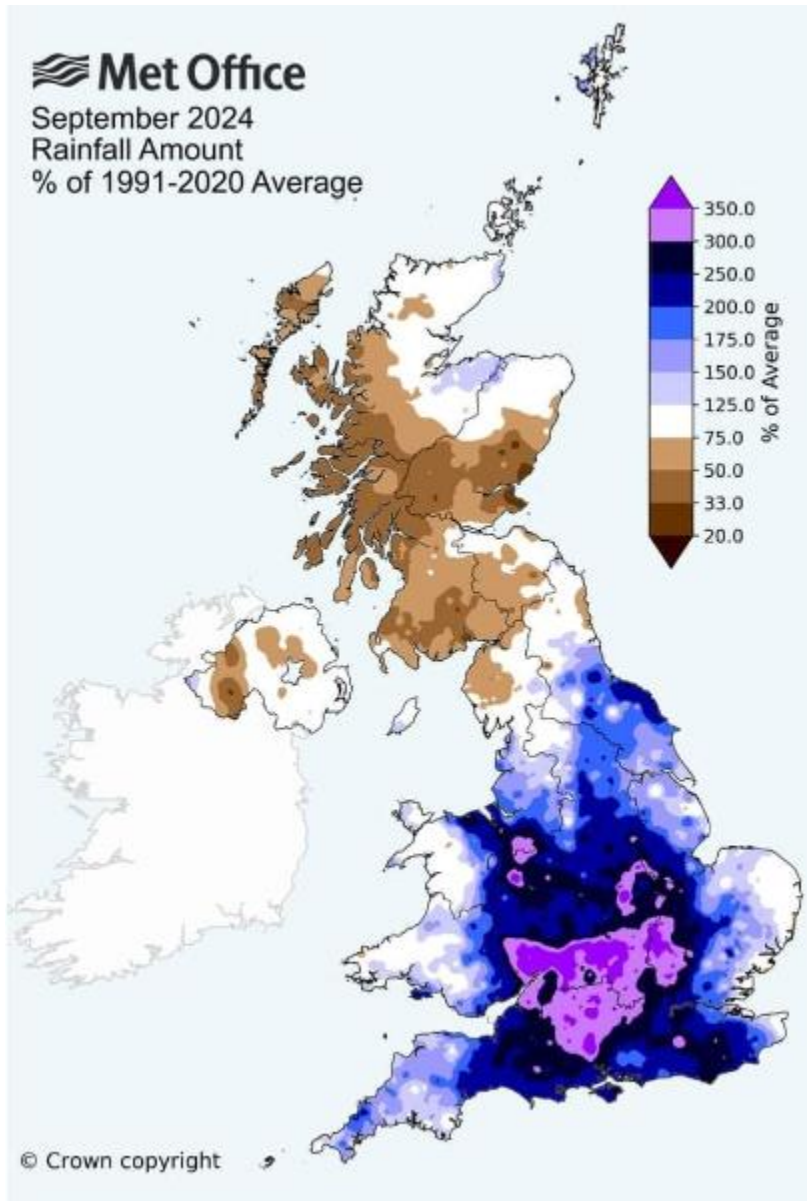 Met Office
September 2024
Rainfall Amount
% of 1991-2020 Average
350.0
300.0
250.0
200.0
175.0
150.0
125.0
75.0
50.0
33.0
20.0
% of Average
© Crown copyright